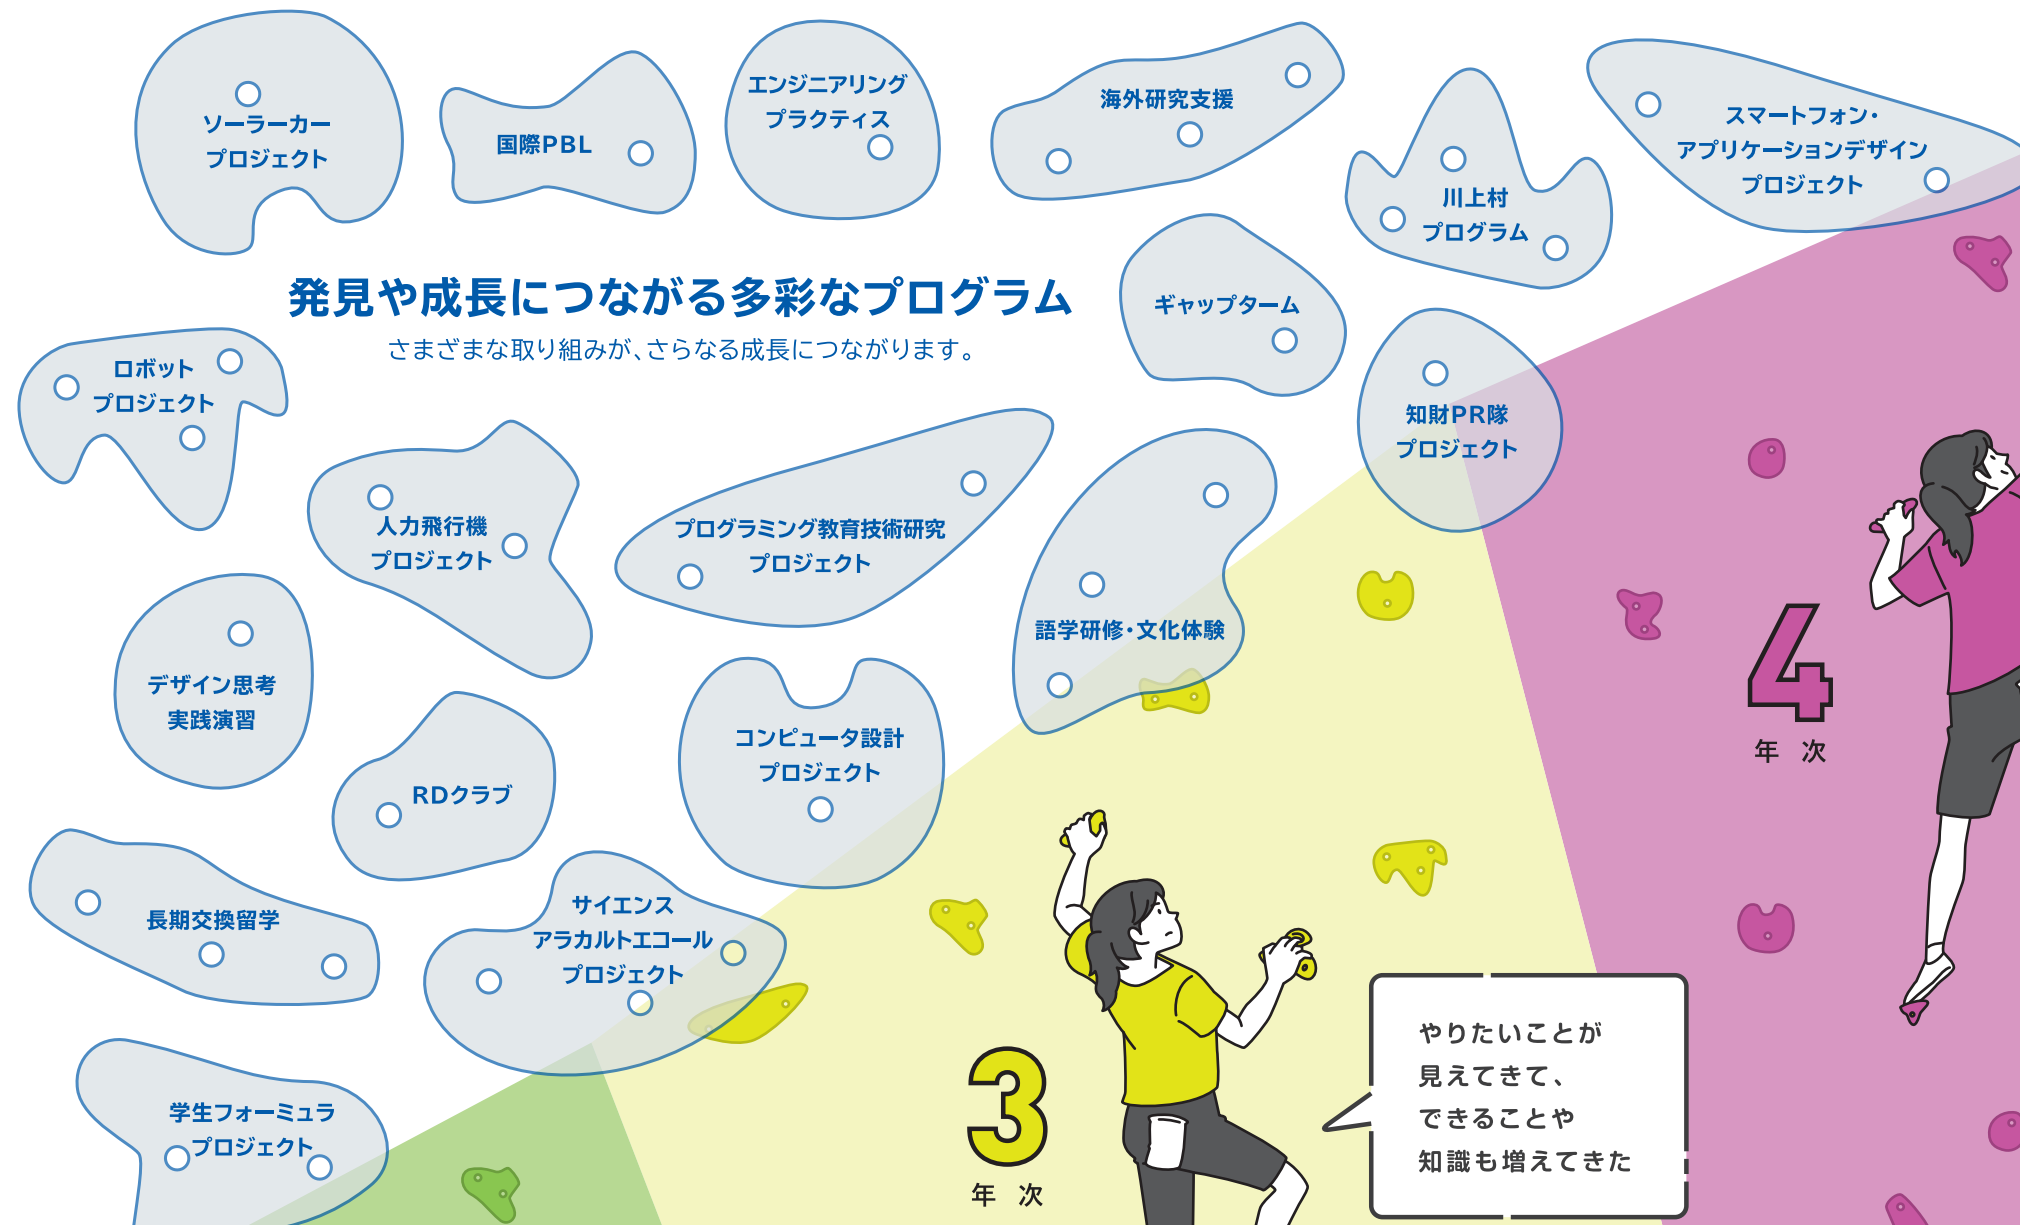 ソーラーカー
プロジェクト
国際PBL
エンジニアリング
プラクティス
海外研究支援
川上村
プログラム
スマートフォン・
アプリケーションデザイン
プロジェクト
発見や成長につながる多彩なプログラム
さまざまな取り組みが、さらなる成長につながります。
ギャップターム
ロボット
プロジェクト
知財PR隊
プロジェクト
人力飛行機
プロジェクト
プログラミング教育技術研究
プロジェクト
語学研修・文化体験
デザイン思考
実践演習
RDクラブ
コンピュータ設計
プロジェクト
長期交換留学
サイエンス
アラカルトエコール
プロジェクト
学生フォーミュラ
プロジェクト
4
年次
3
年次
やりたいことが
見えてきて、
できることや
知識も増えてきた